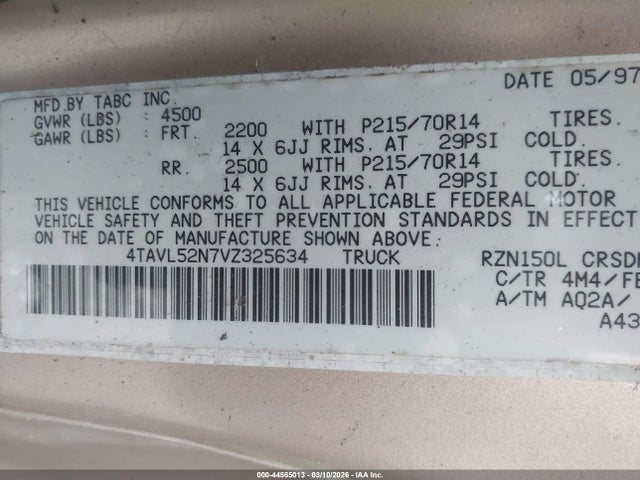 DATE 05/97
MFD.BY TABC INC.
GVWR (LBS) : 4500
GAWR (LBS) : FRT. 2200 WITH P215/70R14 TIRES.
14 X 6JJ RIMS. AT 29PSI COLD.
RR. 2500 WITH P215/70R14 TIRES.
14 X 6JJ RIMS. AT 29PSI COLD.
THIS VEHICLE CONFORMS TO ALL APPLICABLE FEDERAL MOTOR
VEHICLE SAFETY AND THEFT PREVENTION STANDARDS IN EFFECT
ON THE DATE OF MANUFACTURE SHOWN ABOVE.
4TAVL52N7VZ325634 TRUCK RZN150L CRSD
C/TR 4M4/FE
A/TM AQ2A/
A43
000-44565013 — 03/10/2026 — IAA Inc.